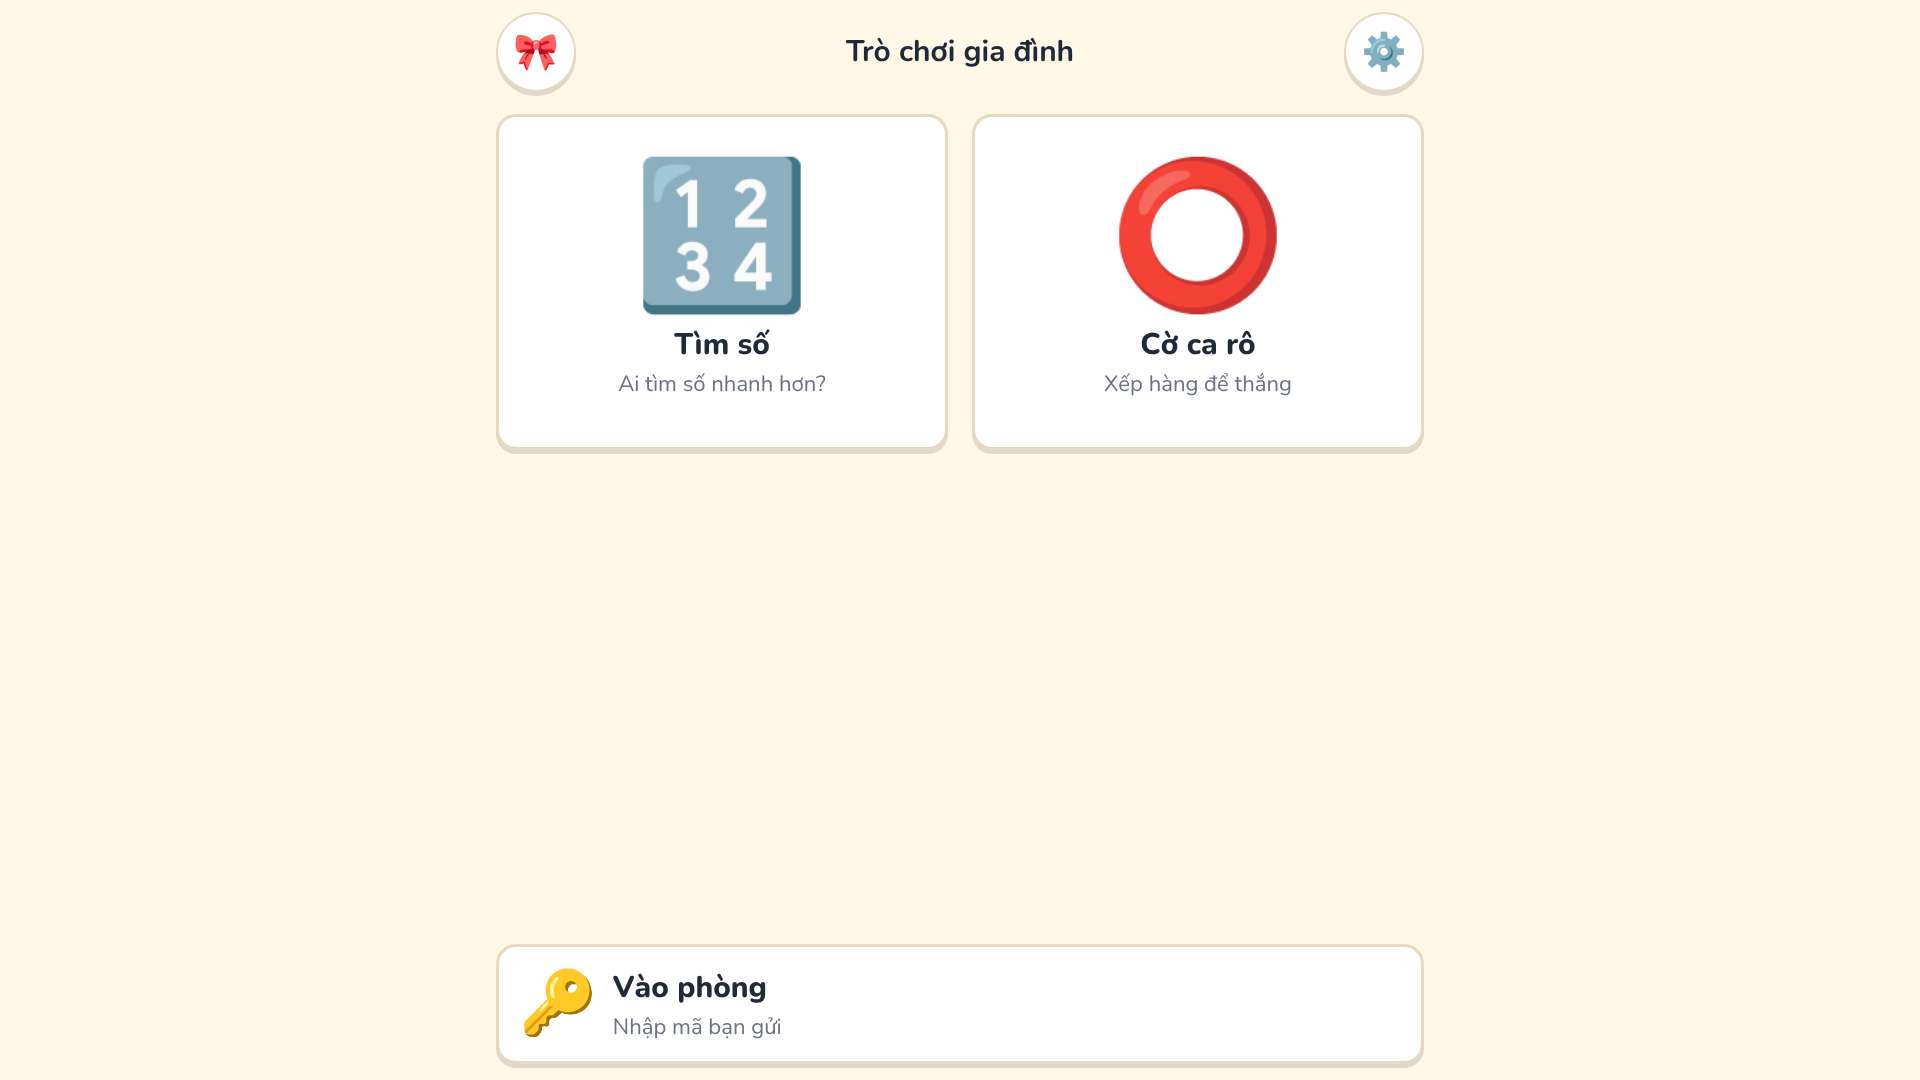 Trò chơi gia đình
1 2
3 4
Tìm số
Ai tìm số nhanh hơn?
Cờ ca rô
Xếp hàng để thắng
Vào phòng
Nhập mã bạn gửi